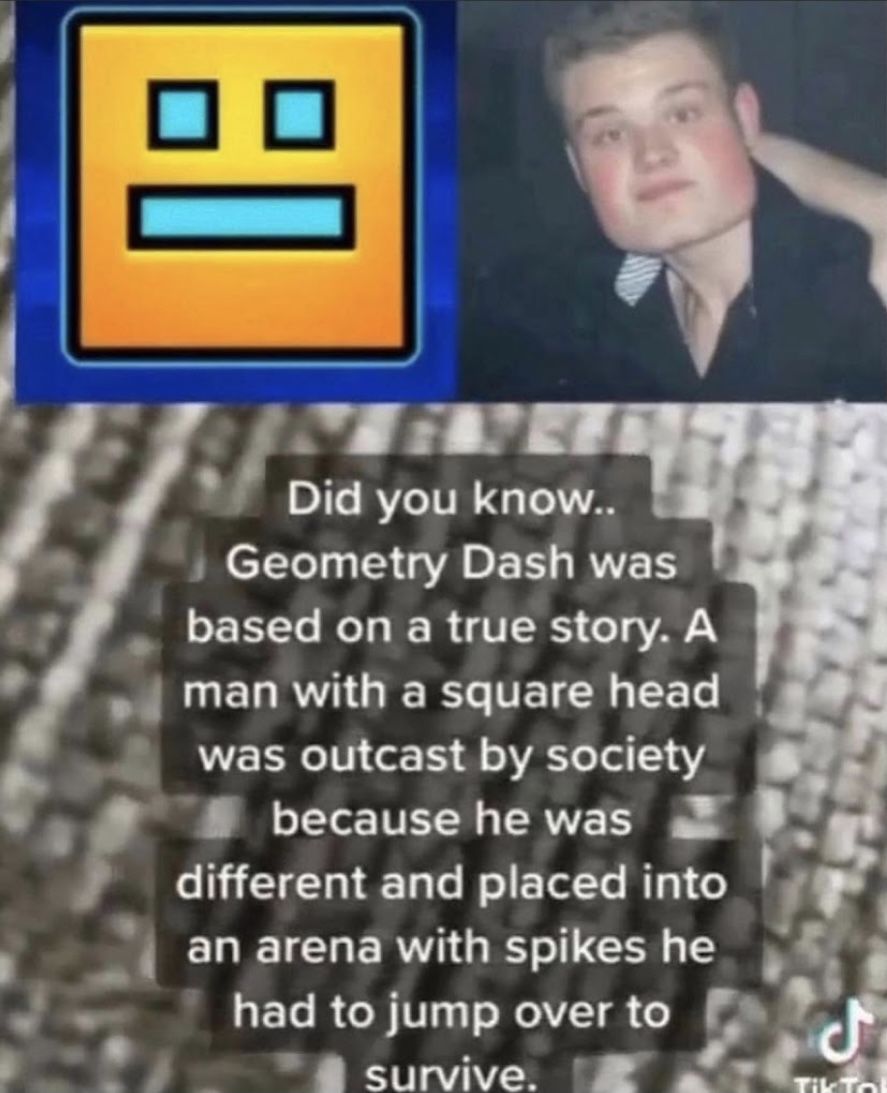 Did you know..
Geometry Dash was
based on a true story. A
man with a square head
was outcast by society
because he was
different and placed into
an arena with spikes he
had to jump over to
survive.
TikTok